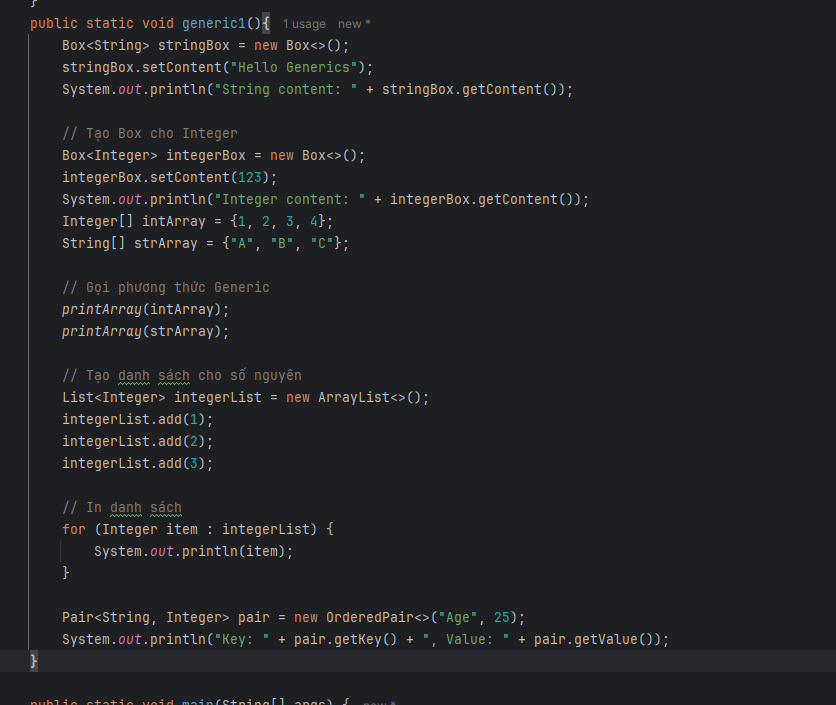 }
public static void generic1(){ 1 usage new *
Box<String> stringBox = new Box<>();
stringBox.setContent("Hello Generics");
System.out.println("String content: " + stringBox.getContent());
// Tạo Box cho Integer
Box<Integer> integerBox = new Box<>();
integerBox.setContent(123);
System.out.println("Integer content: " + integerBox.getContent());
Integer[] intArray = {1, 2, 3, 4};
String[] strArray = {"A", "B", "C"};
// Gọi phương thức Generic
printArray(intArray);
printArray(strArray);
// Tạo danh sách cho số nguyên
List<Integer> integerList = new ArrayList<>();
integerList.add(1);
integerList.add(2);
integerList.add(3);
// In danh sách
for (Integer item : integerList) {
System.out.println(item);
}
Pair<String, Integer> pair = new OrderedPair<>("Age", 25);
System.out.println("Key: " + pair.getKey() + ", Value: " + pair.getValue());
}
public static void main(String[] args) { new *